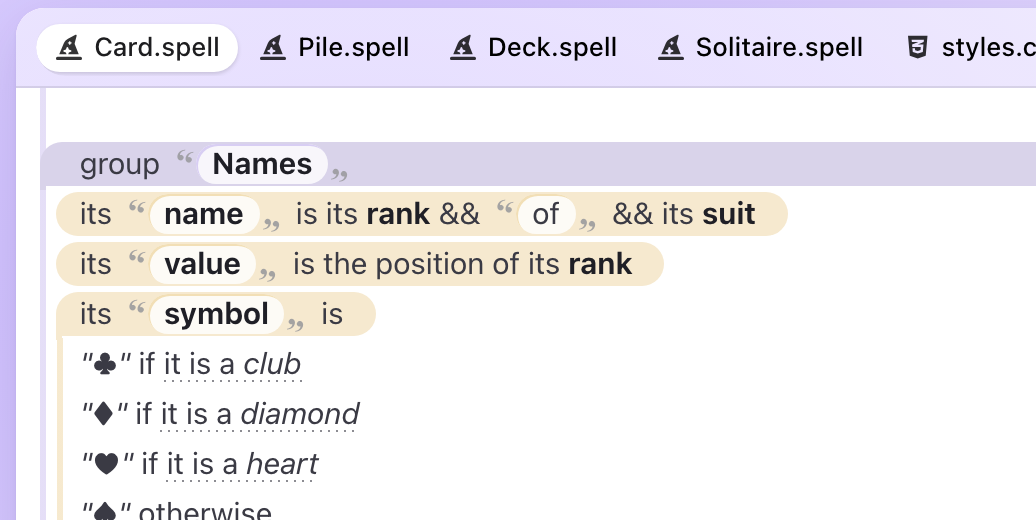 Card.spell Pile.spell Deck.spell Solitaire.spell styles.c
group “ Names „
its “ name „ is its rank && “ of „ && its suit
its “ value „ is the position of its rank
its “ symbol „ is
"♣" if it is a club
"♦" if it is a diamond
"♥" if it is a heart
"♠" otherwise